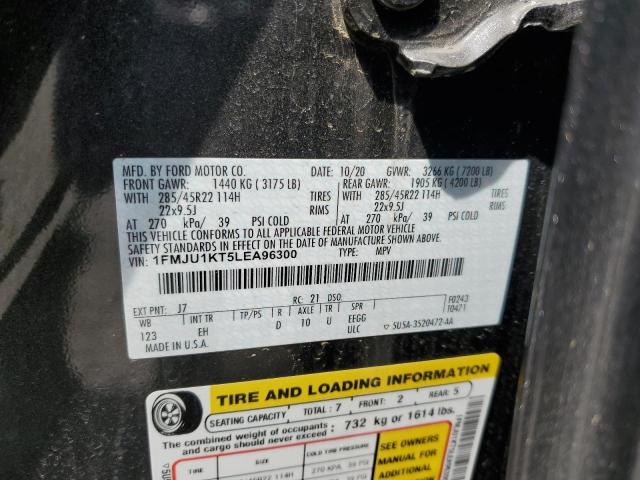 MFD. BY FORD MOTOR CO. DATE: 10/20 GVWR: 3266 KG (7200 LB)
FRONT GAWR: 1440 KG (3175 LB) REAR GAWR: 1905 KG (4200 LB)
WITH 285/45R22 114H TIRES WITH 285/45R22 114H TIRES
22x9.5J RIMS 22x9.5J RIMS
AT 270 kPa/ 39 PSI COLD AT 270 kPa/ 39 PSI COLD
THIS VEHICLE CONFORMS TO ALL APPLICABLE FEDERAL MOTOR VEHICLE
SAFETY STANDARDS IN EFFECT ON THE DATE OF MANUFACTURE SHOWN ABOVE.
VIN: 1FMJU1KT5LEA96300 TYPE: MPV
EXT PNT: J7 RC: 21 DSO: F0243
WB INT TR TP/PS R AXLE TR SPR T0471
123 EH D 10 U EEGG
MADE IN U.S.A. ULC 5U5A-3520472-AA
TIRE AND LOADING INFORMATION
SEATING CAPACITY TOTAL: 7 FRONT: 2 REAR: 5
The combined weight of occupants and cargo should never exceed: 732 kg or 1614 lbs.
TIRE SIZE COLD TIRE PRESSURE SEE OWNERS
MANUAL FOR
ADDITIONAL